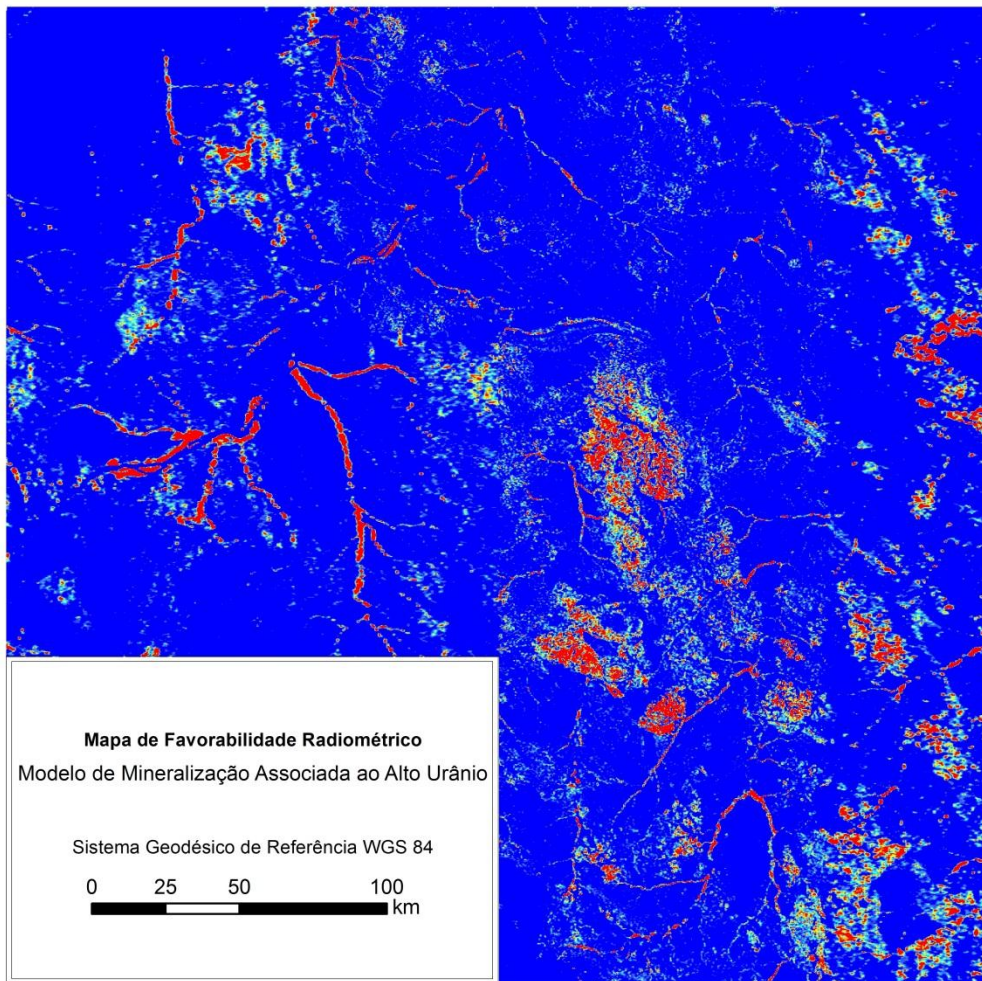 Mapa de Favorabilidade Radiométrico
Modelo de Mineralização Associada ao Alto Urânio
Sistema Geodésico de Referência WGS 84
0 25 50 100
km